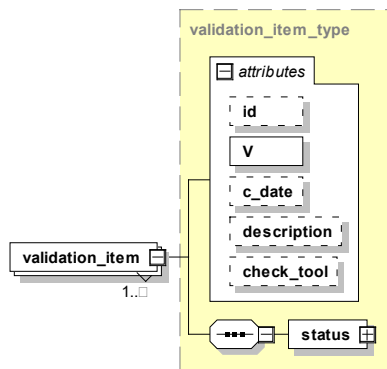 validation_item_type
attributes
id
V
c_date
description
check_tool
validation_item
1..□
status